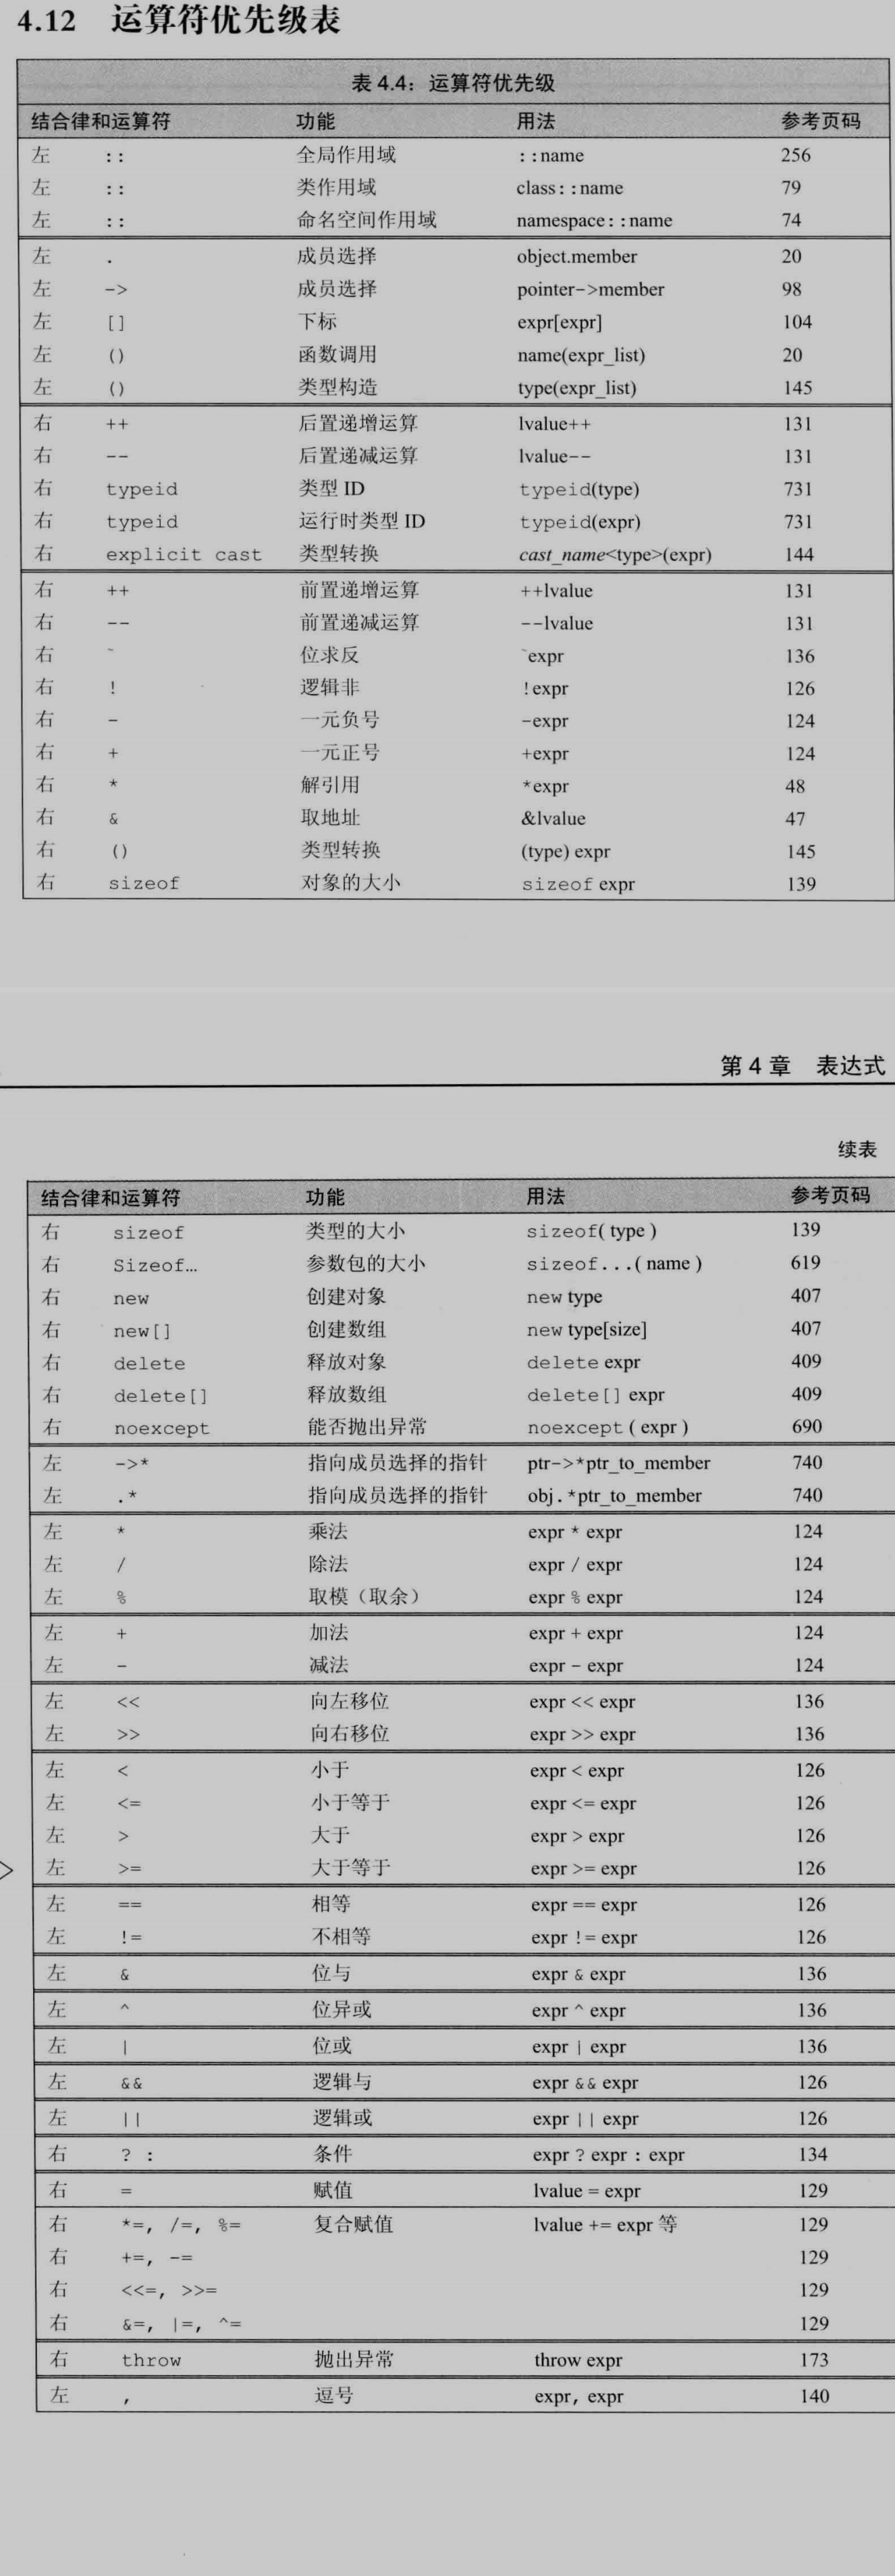 4.12 运算符优先级表
表 4.4：运算符优先级
结合律和运算符 功能 用法 参考页码
左 :: 全局作用域 ::name 256
左 :: 类作用域 class::name 79
左 :: 命名空间作用域 namespace::name 74
左 . 成员选择 object.member 20
左 -> 成员选择 pointer->member 98
左 [] 下标 expr[expr] 104
左 () 函数调用 name(expr_list) 20
左 () 类型构造 type(expr_list) 145
右 ++ 后置递增运算 lvalue++ 131
右 -- 后置递减运算 lvalue-- 131
右 typeid 类型 ID typeid(type) 731
右 typeid 运行时类型 ID typeid(expr) 731
右 explicit cast 类型转换 cast_name<type>(expr) 144
右 ++ 前置递增运算 ++lvalue 131
右 -- 前置递减运算 --lvalue 131
右 ~ 位求反 ~expr 136
右 ! 逻辑非 !expr 126
右 - 一元负号 -expr 124
右 + 一元正号 +expr 124
右 * 解引用 *expr 48
右 & 取地址 &lvalue 47
右 () 类型转换 (type) expr 145
右 sizeof 对象的大小 sizeof expr 139
第 4 章 表达式
续表
结合律和运算符 功能 用法 参考页码
右 sizeof 类型的大小 sizeof( type ) 139
右 Sizeof… 参数包的大小 sizeof...( name ) 619
右 new 创建对象 new type 407
右 new[] 创建数组 new type[size] 407
右 delete 释放对象 delete expr 409
右 delete[] 释放数组 delete[] expr 409
右 noexcept 能否抛出异常 noexcept ( expr ) 690
左 ->* 指向成员选择的指针 ptr->*ptr_to_member 740
左 .* 指向成员选择的指针 obj.*ptr_to_member 740
左 * 乘法 expr * expr 124
左 / 除法 expr / expr 124
左 % 取模（取余） expr % expr 124
左 + 加法 expr + expr 124
左 - 减法 expr - expr 124
左 << 向左移位 expr << expr 136
左 >> 向右移位 expr >> expr 136
左 < 小于 expr < expr 126
左 <= 小于等于 expr <= expr 126
左 > 大于 expr > expr 126
左 >= 大于等于 expr >= expr 126
左 == 相等 expr == expr 126
左 != 不相等 expr != expr 126
左 & 位与 expr & expr 136
左 ^ 位异或 expr ^ expr 136
左 | 位或 expr | expr 136
左 && 逻辑与 expr && expr 126
左 || 逻辑或 expr || expr 126
右 ? : 条件 expr ? expr : expr 134
右 = 赋值 lvalue = expr 129
右 *=, /=, %= 复合赋值 lvalue += expr 等 129
右 +=, -= 129
右 <<=, >>= 129
右 &=, |=, ^= 129
右 throw 抛出异常 throw expr 173
左 , 逗号 expr, expr 140